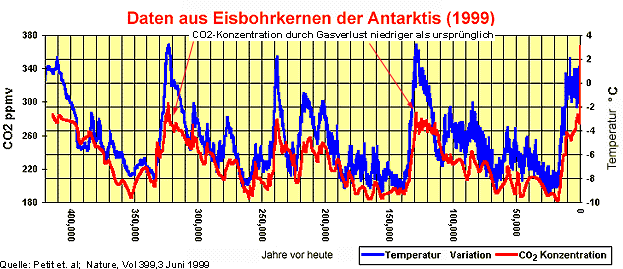 Daten aus Eisbohrkernen der Antarktis (1999)
CO2-Konzentration durch Gasverlust niedriger als ursprünglich
CO2 ppmv
380
340
300
260
220
180
4
2
0
-2
-4
-6
-8
-10
Temperatur °C
400,000
350,000
300,000
250,000
200,000
150,000
100,000
50,000
0
Jahre vor heute
Temperatur Variation
CO2 Konzentration
Quelle: Petit et. al; Nature, Vol 399,3 Juni 1999